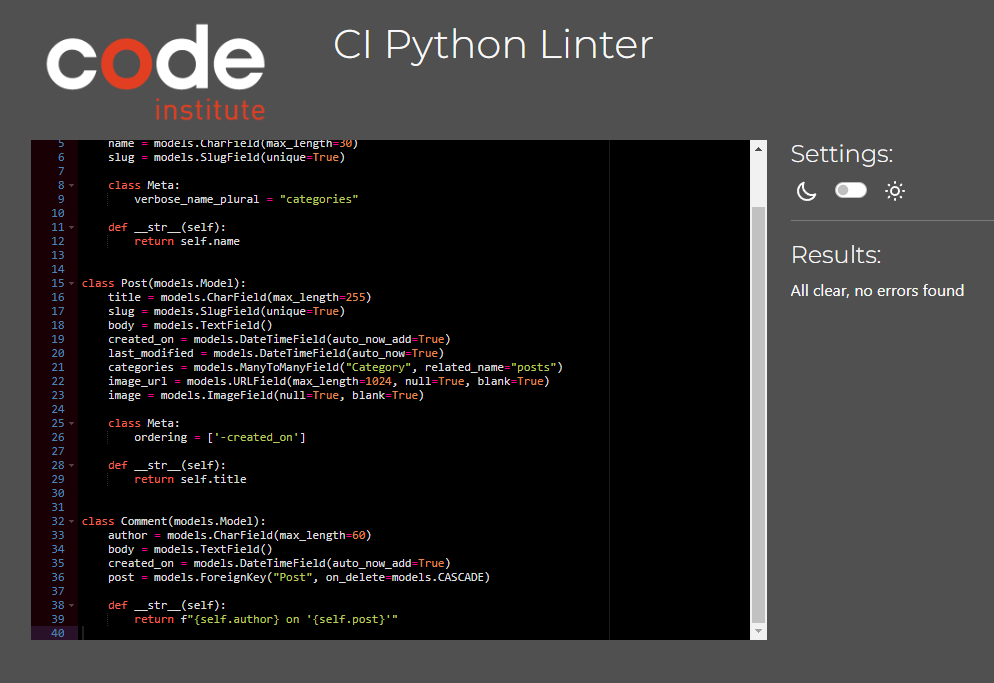 code
institute
CI Python Linter
5 name = models.CharField(max_length=30)
6 slug = models.SlugField(unique=True)
7
8 class Meta:
9 verbose_name_plural = "categories"
10
11 def __str__(self):
12 return self.name
13
14
15 class Post(models.Model):
16 title = models.CharField(max_length=255)
17 slug = models.SlugField(unique=True)
18 body = models.TextField()
19 created_on = models.DateTimeField(auto_now_add=True)
20 last_modified = models.DateTimeField(auto_now=True)
21 categories = models.ManyToManyField("Category", related_name="posts")
22 image_url = models.URLField(max_length=1024, null=True, blank=True)
23 image = models.ImageField(null=True, blank=True)
24
25 class Meta:
26 ordering = ['-created_on']
27
28 def __str__(self):
29 return self.title
30
31
32 class Comment(models.Model):
33 author = models.CharField(max_length=60)
34 body = models.TextField()
35 created_on = models.DateTimeField(auto_now_add=True)
36 post = models.ForeignKey("Post", on_delete=models.CASCADE)
37
38 def __str__(self):
39 return f"{self.author} on '{self.post}'"
40
Settings:
Results:
All clear, no errors found